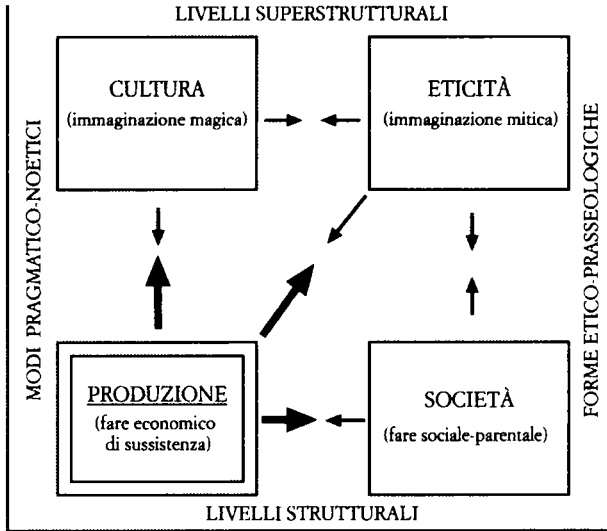 LIVELLI SUPERSTRUTTURALI
MODI PRAGMATICO-NOETICI
CULTURA
(immaginazione magica)
ETICITÀ
(immaginazione mitica)
FORME ETICO-PRASSEOLOGICHE
PRODUZIONE
(fare economico
di sussistenza)
SOCIETÀ
(fare sociale-parentale)
LIVELLI STRUTTURALI